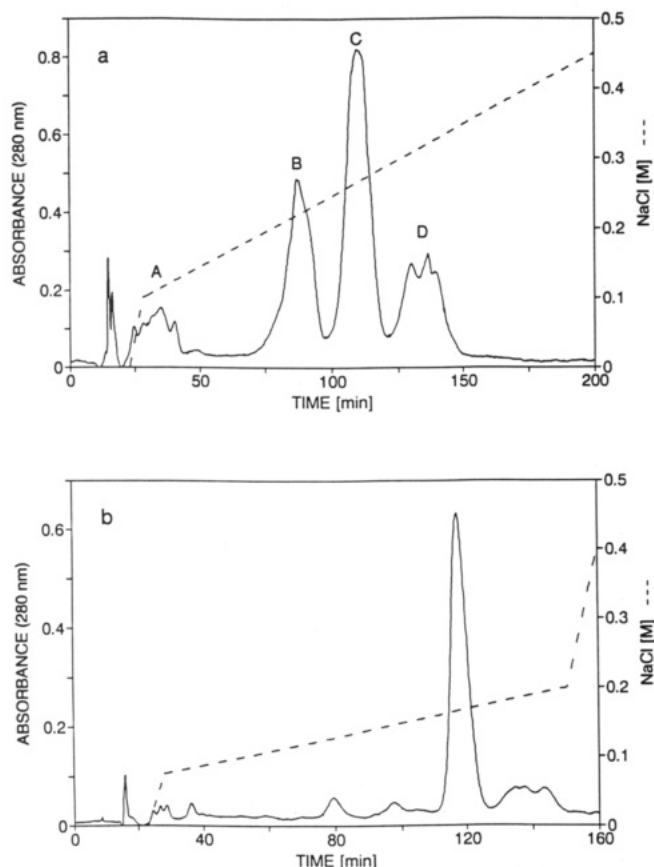 a
ABSORBANCE (280 nm)
0.8
0.6
0.4
0.2
0
A
B
C
D
0.5
0.4
0.3
0.2
0.1
0
NaCl [M] ---
0 50 100 150 200
TIME [min]
b
ABSORBANCE (280 nm)
0.6
0.4
0.2
0
0.5
0.4
0.3
0.2
0.1
0
NaCl [M] ---
0 40 80 120 160
TIME [min]